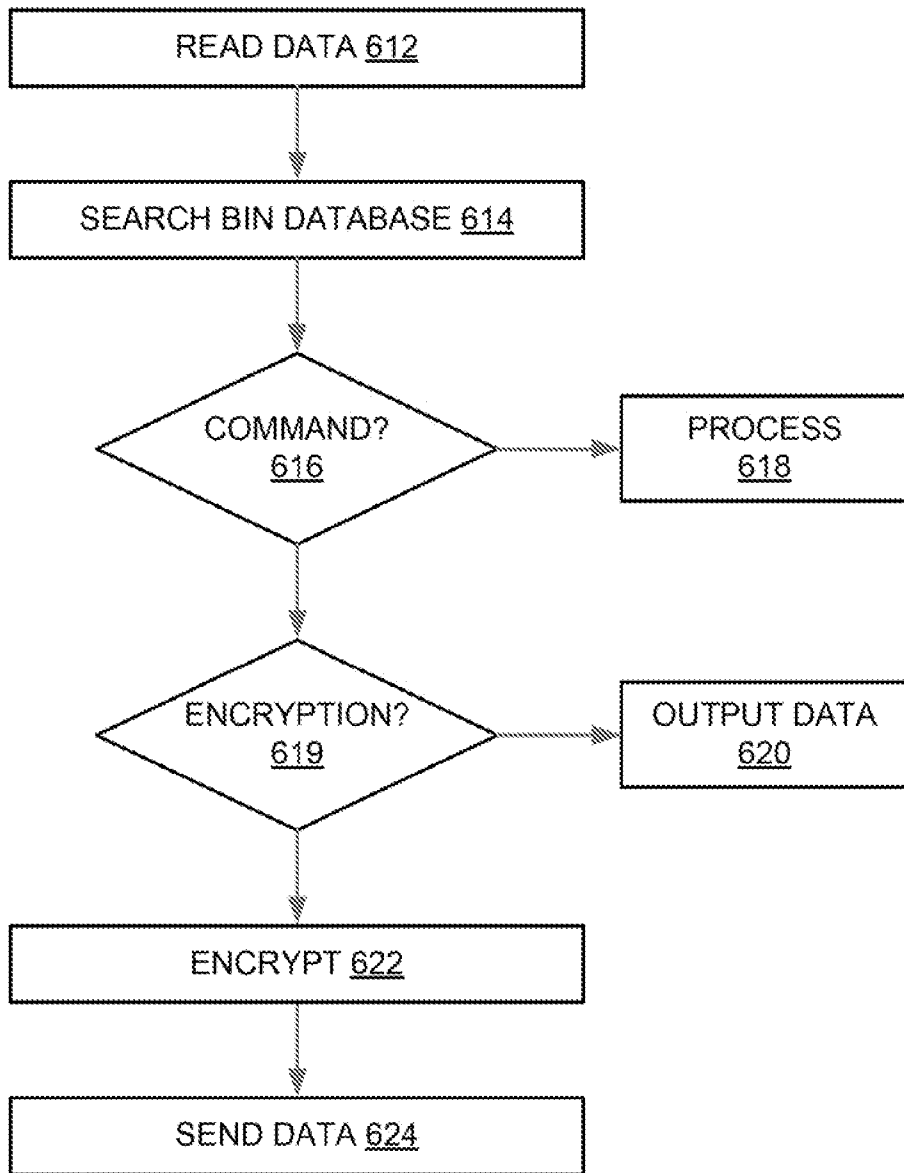 READ DATA 612
SEARCH BIN DATABASE 614
COMMAND?
616
PROCESS
618
ENCRYPTION?
619
OUTPUT DATA
620
ENCRYPT 622
SEND DATA 624